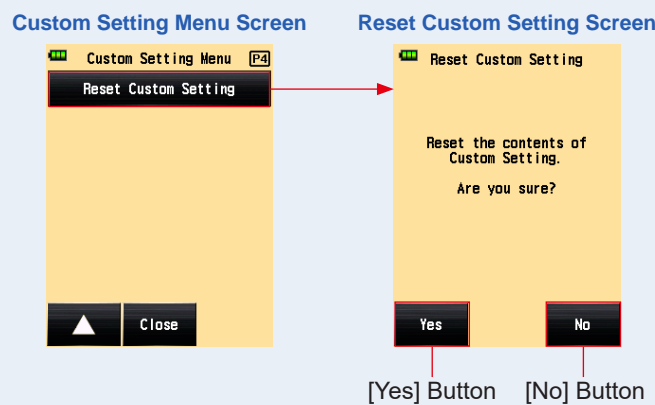 Custom Setting Menu Screen
Custom Setting Menu P4
Reset Custom Setting
Close
Reset Custom Setting Screen
Reset Custom Setting
Reset the contents of
Custom Setting.
Are you sure?
Yes
No
[Yes] Button
[No] Button